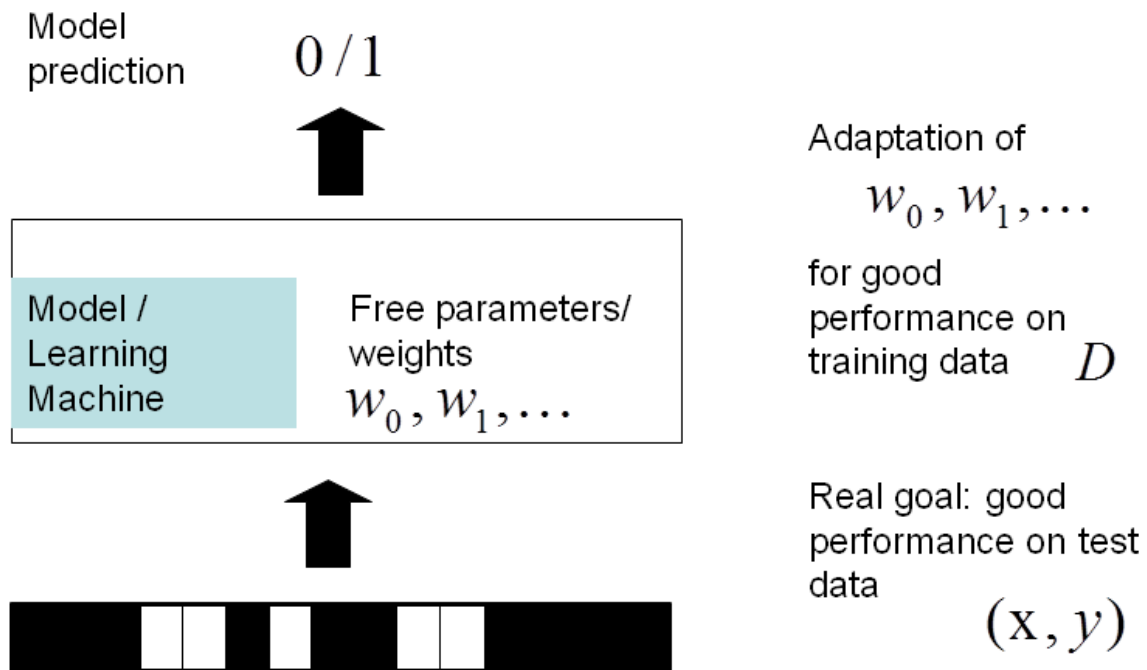 Model
prediction
0 / 1
Adaptation of
w₀, w₁, ...
for good
performance on
training data D
Model /
Learning
Machine
Free parameters/
weights
w₀, w₁, ...
Real goal: good
performance on test
data
(x, y)